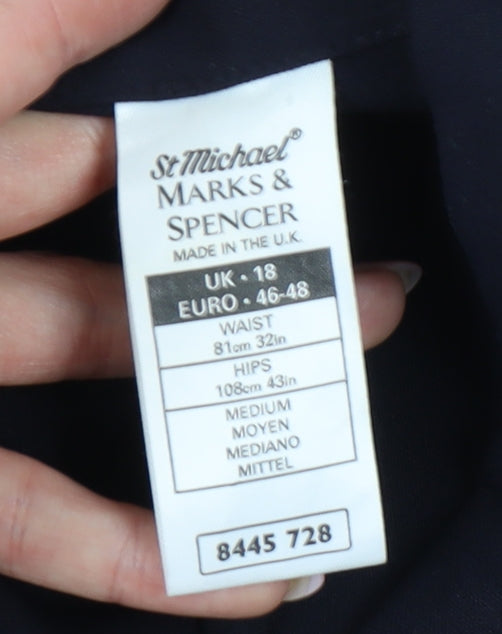 St Michael®
MARKS &
SPENCER
MADE IN THE U.K.
UK • 18
EURO • 46-48
WAIST
81cm 32in
HIPS
108cm 43in
MEDIUM
MOYEN
MEDIANO
MITTEL
8445 728